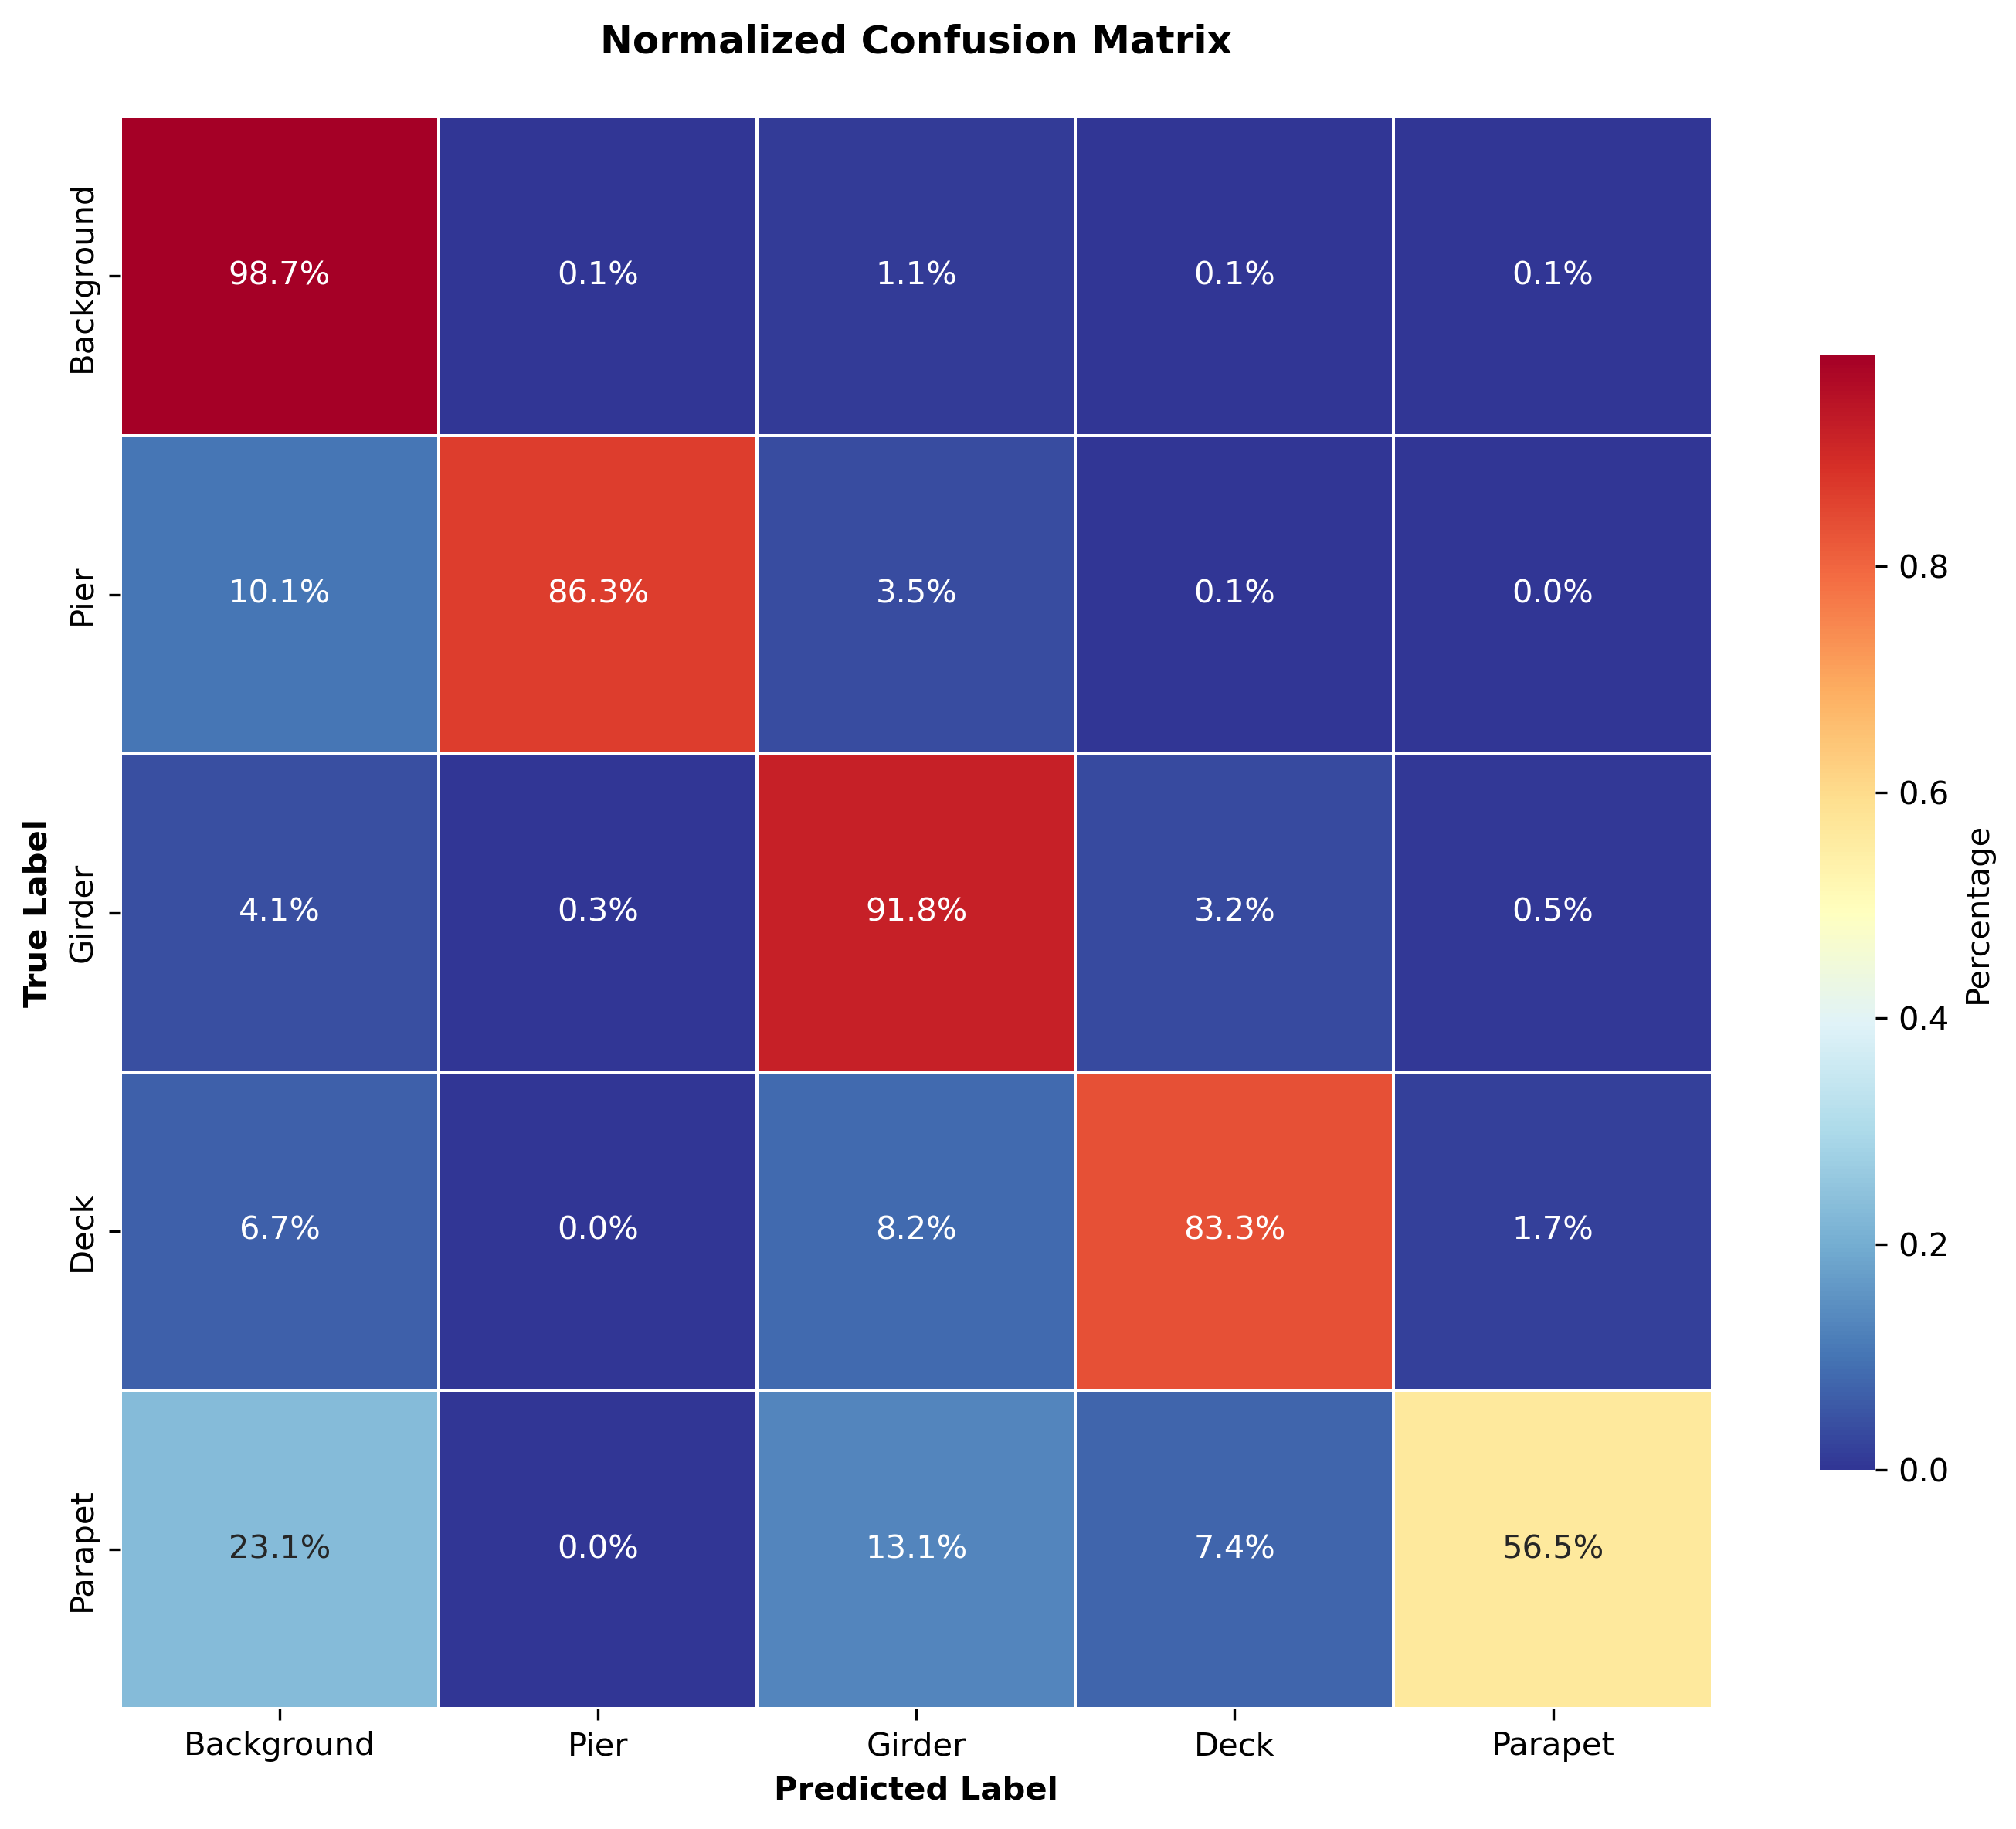 Normalized Confusion Matrix
True Label
Background
98.7% 0.1% 1.1% 0.1% 0.1%
Pier
10.1% 86.3% 3.5% 0.1% 0.0%
Girder
4.1% 0.3% 91.8% 3.2% 0.5%
Deck
6.7% 0.0% 8.2% 83.3% 1.7%
Parapet
23.1% 0.0% 13.1% 7.4% 56.5%
Background Pier Girder Deck Parapet
Predicted Label
0.8
0.6
0.4
0.2
0.0
Percentage